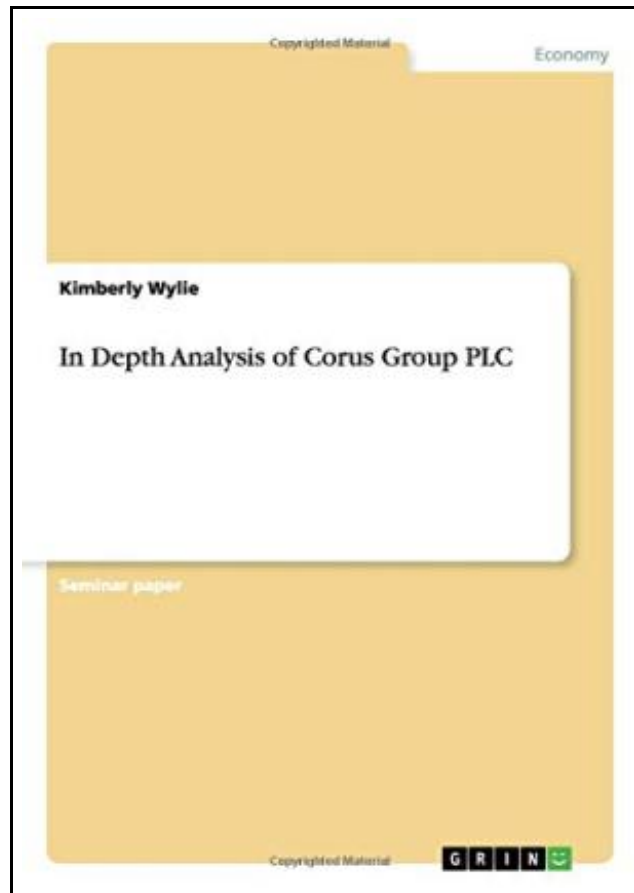 Copyrighted Material
Economy
Kimberly Wylie
In Depth Analysis of Corus Group PLC
Seminar paper
Copyrighted Material
GRIN